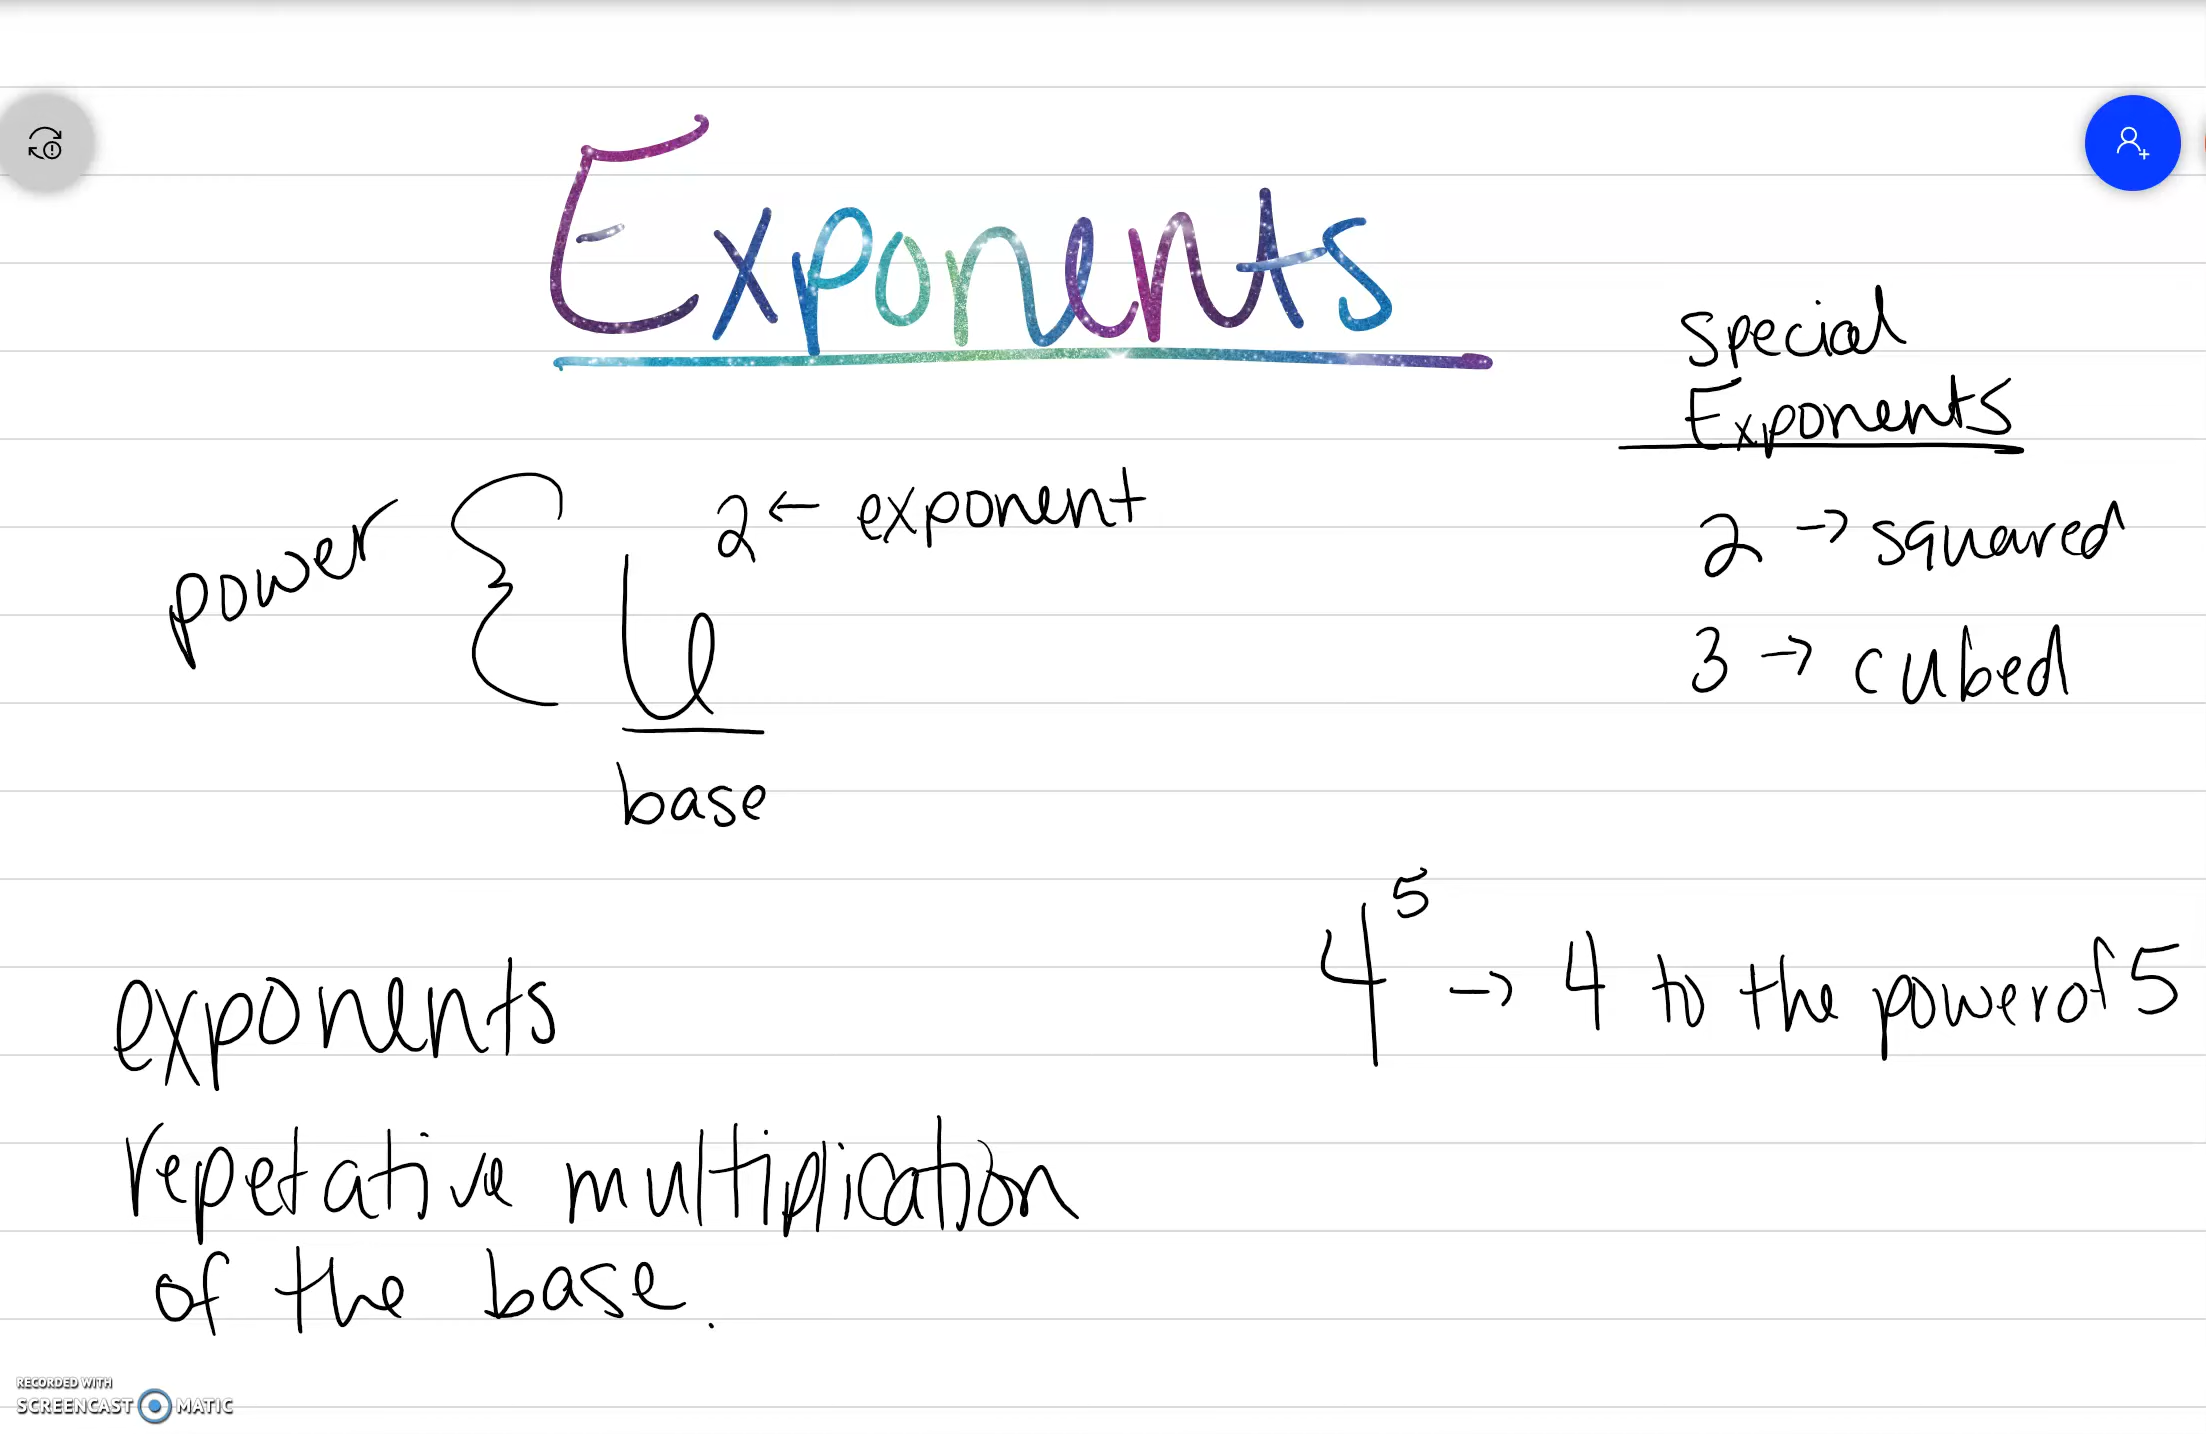 Exponents
Special
Exponents
2 → squared
3 → cubed
power { 6² ← exponent
base
4⁵ → 4 to the power of 5
exponents
repetative multiplication
of the base.
RECORDED WITH
SCREENCAST MATIC